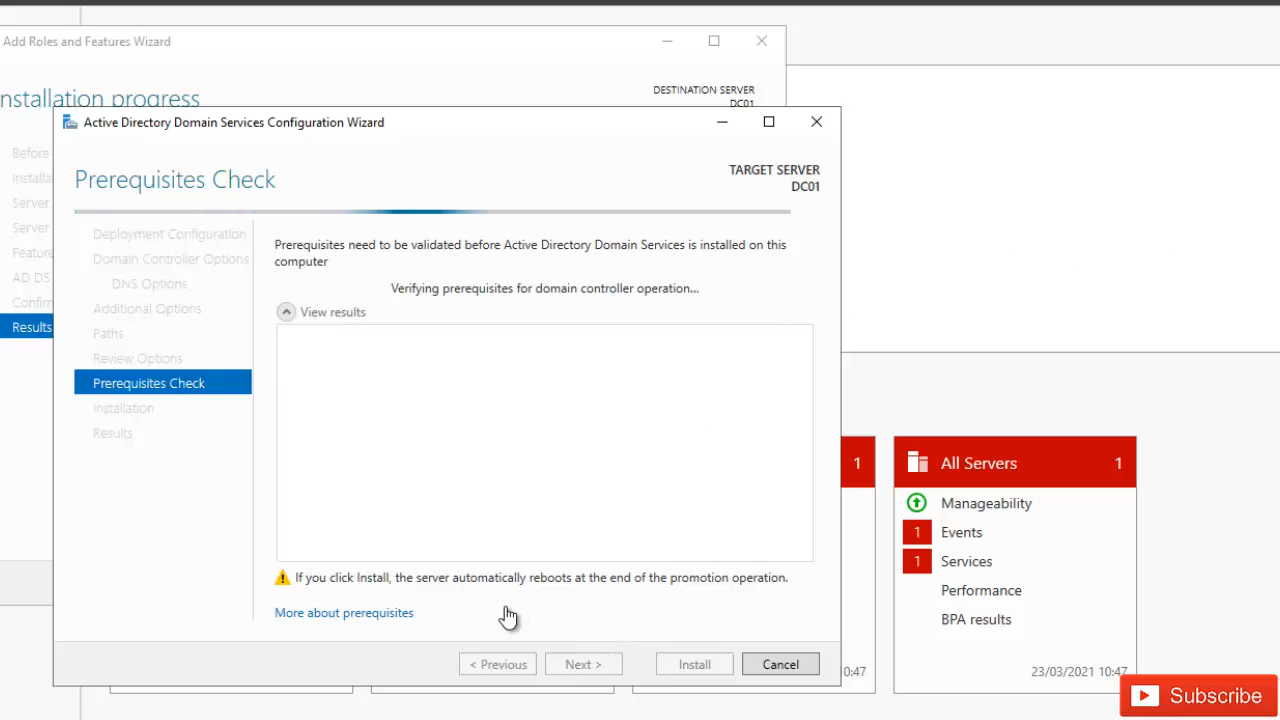 Add Roles and Features Wizard
nstallation progress
DESTINATION SERVER
DC01
Before
Installa
Server
Server
Feature
AD DS
Confirm
Results
Active Directory Domain Services Configuration Wizard
Prerequisites Check
TARGET SERVER
DC01
Deployment Configuration
Domain Controller Options
DNS Options
Additional Options
Paths
Review Options
Prerequisites Check
Installation
Results
Prerequisites need to be validated before Active Directory Domain Services is installed on this
computer
Verifying prerequisites for domain controller operation...
View results
If you click Install, the server automatically reboots at the end of the promotion operation.
More about prerequisites
< Previous
Next >
Install
Cancel
1
0:47
All Servers 1
Manageability
1 Events
1 Services
Performance
BPA results
23/03/2021 10:47
Subscribe